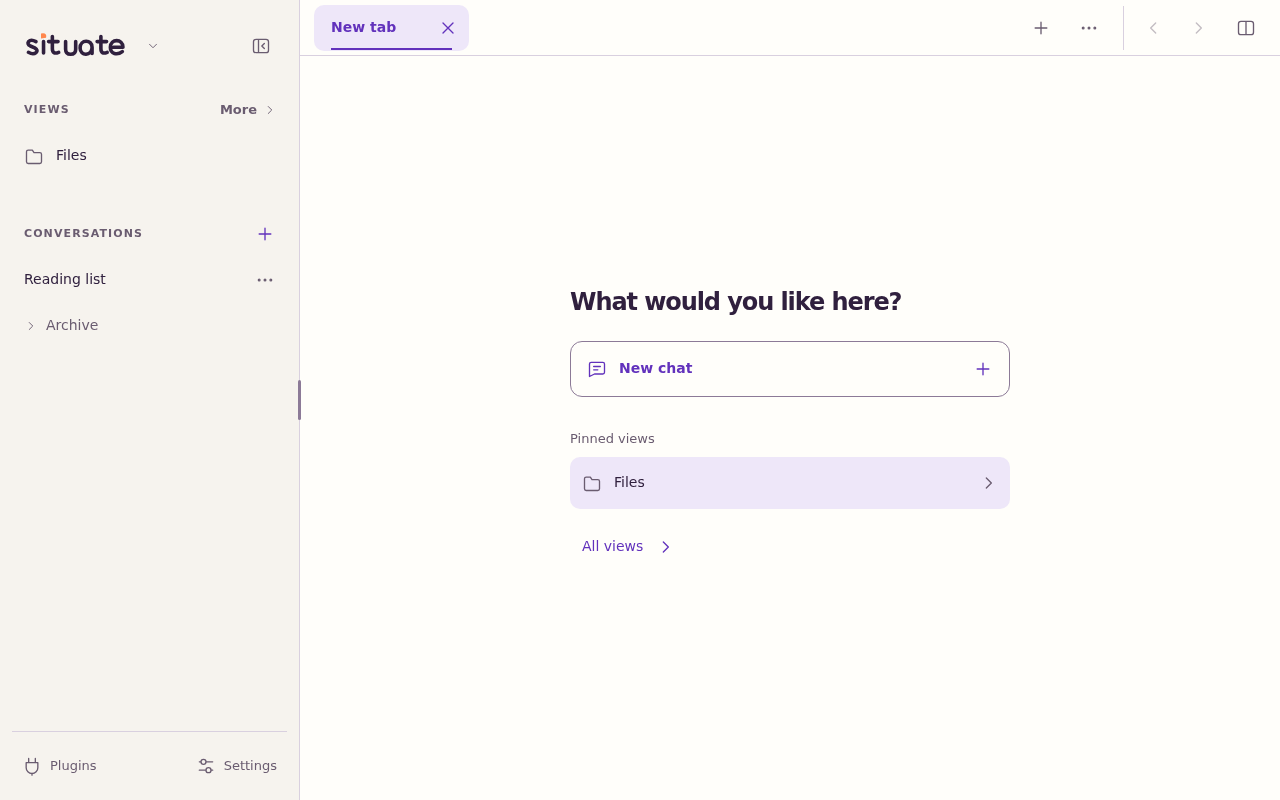 situate
VIEWS
More
Files
CONVERSATIONS
Reading list
Archive
Plugins
Settings
New tab
What would you like here?
New chat
Pinned views
Files
All views